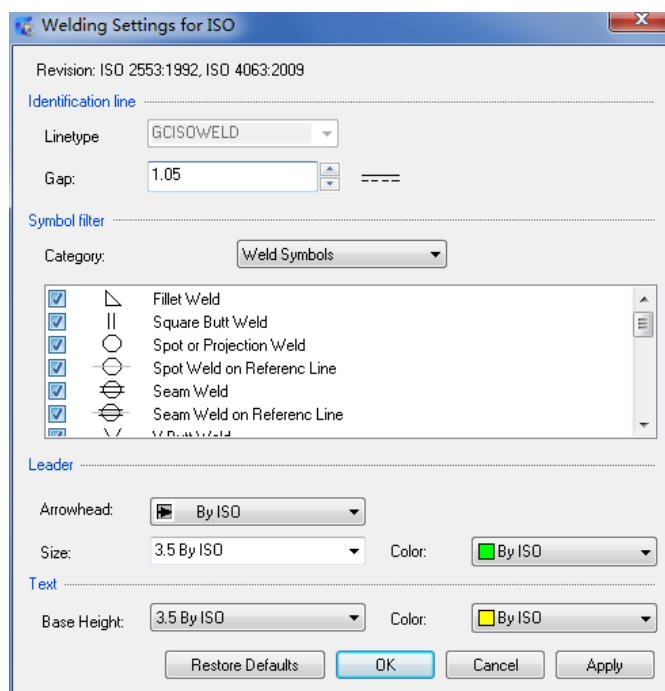 Welding Settings for ISO
Revision: ISO 2553:1992, ISO 4063:2009
Identification line
Linetype GCISOWELD
Gap: 1.05
Symbol filter
Category: Weld Symbols
Fillet Weld
Square Butt Weld
Spot or Projection Weld
Spot Weld on Referenc Line
Seam Weld
Seam Weld on Referenc Line
V Butt Weld
Leader
Arrowhead: By ISO
Size: 3.5 By ISO Color: By ISO
Text
Base Height: 3.5 By ISO Color: By ISO
Restore Defaults OK Cancel Apply